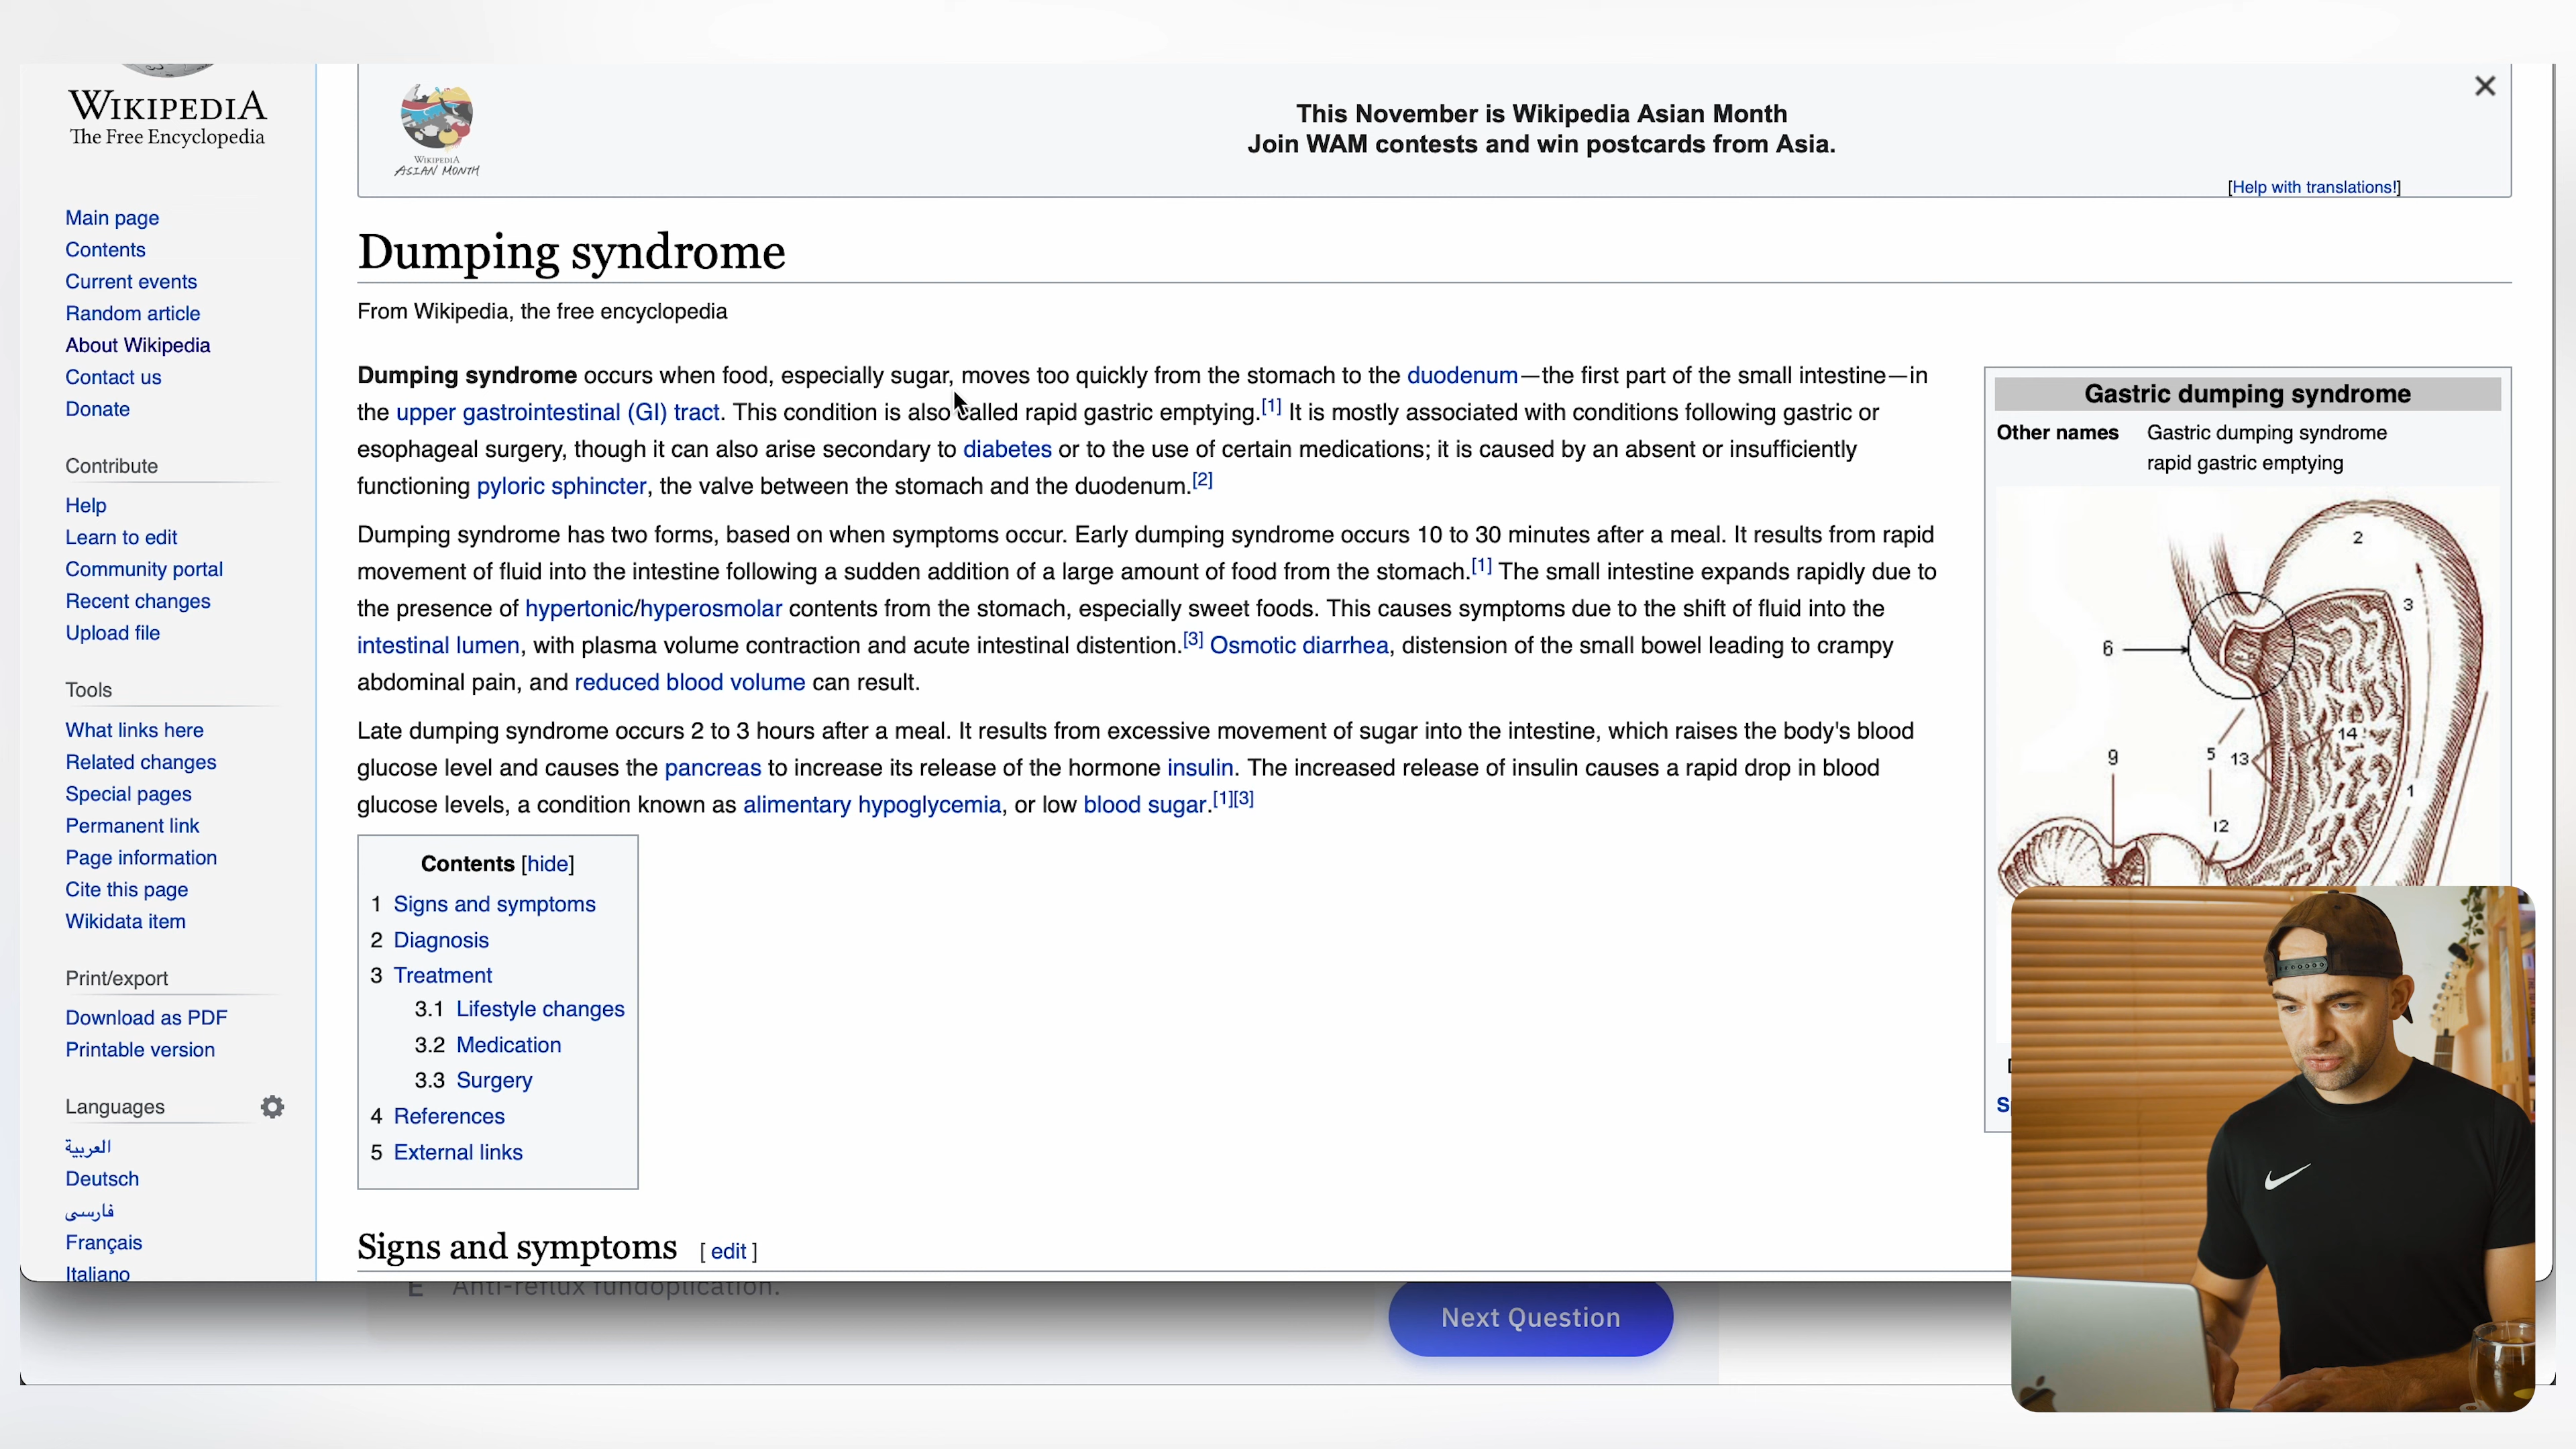 WIKIPEDIA
The Free Encyclopedia
Main page
Contents
Current events
Random article
About Wikipedia
Contact us
Donate
Contribute
Help
Learn to edit
Community portal
Recent changes
Upload file
Tools
What links here
Related changes
Special pages
Permanent link
Page information
Cite this page
Wikidata item
Print/export
Download as PDF
Printable version
Languages
العربية
Deutsch
فارسی
Français
Italiano
WIKIPEDIA
ASIAN MONTH
This November is Wikipedia Asian Month
Join WAM contests and win postcards from Asia.
[Help with translations!]
Dumping syndrome
From Wikipedia, the free encyclopedia
Dumping syndrome occurs when food, especially sugar, moves too quickly from the stomach to the duodenum—the first part of the small intestine—in
the upper gastrointestinal (GI) tract. This condition is also called rapid gastric emptying.[1] It is mostly associated with conditions following gastric or
esophageal surgery, though it can also arise secondary to diabetes or to the use of certain medications; it is caused by an absent or insufficiently
functioning pyloric sphincter, the valve between the stomach and the duodenum.[2]
Dumping syndrome has two forms, based on when symptoms occur. Early dumping syndrome occurs 10 to 30 minutes after a meal. It results from rapid
movement of fluid into the intestine following a sudden addition of a large amount of food from the stomach.[1] The small intestine expands rapidly due to
the presence of hypertonic/hyperosmolar contents from the stomach, especially sweet foods. This causes symptoms due to the shift of fluid into the
intestinal lumen, with plasma volume contraction and acute intestinal distention.[3] Osmotic diarrhea, distension of the small bowel leading to crampy
abdominal pain, and reduced blood volume can result.
Late dumping syndrome occurs 2 to 3 hours after a meal. It results from excessive movement of sugar into the intestine, which raises the body's blood
glucose level and causes the pancreas to increase its release of the hormone insulin. The increased release of insulin causes a rapid drop in blood
glucose levels, a condition known as alimentary hypoglycemia, or low blood sugar.[1][3]
Contents [hide]
1 Signs and symptoms
2 Diagnosis
3 Treatment
3.1 Lifestyle changes
3.2 Medication
3.3 Surgery
4 References
5 External links
Signs and symptoms [ edit ]
Gastric dumping syndrome
Other names Gastric dumping syndrome
rapid gastric emptying
2
3
6
14
9
5 13
1
12
S
E Anti-reflux fundoplication.
Next Question